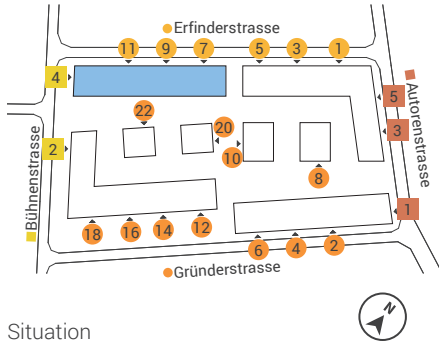 Erfinderstrasse
11 9 7 5 3 1
4
5
22
20
3
2
10
8
Autorenstrasse
Bühnenstrasse
1
18 16 14 12
6 4 2
Gründerstrasse
N
Situation